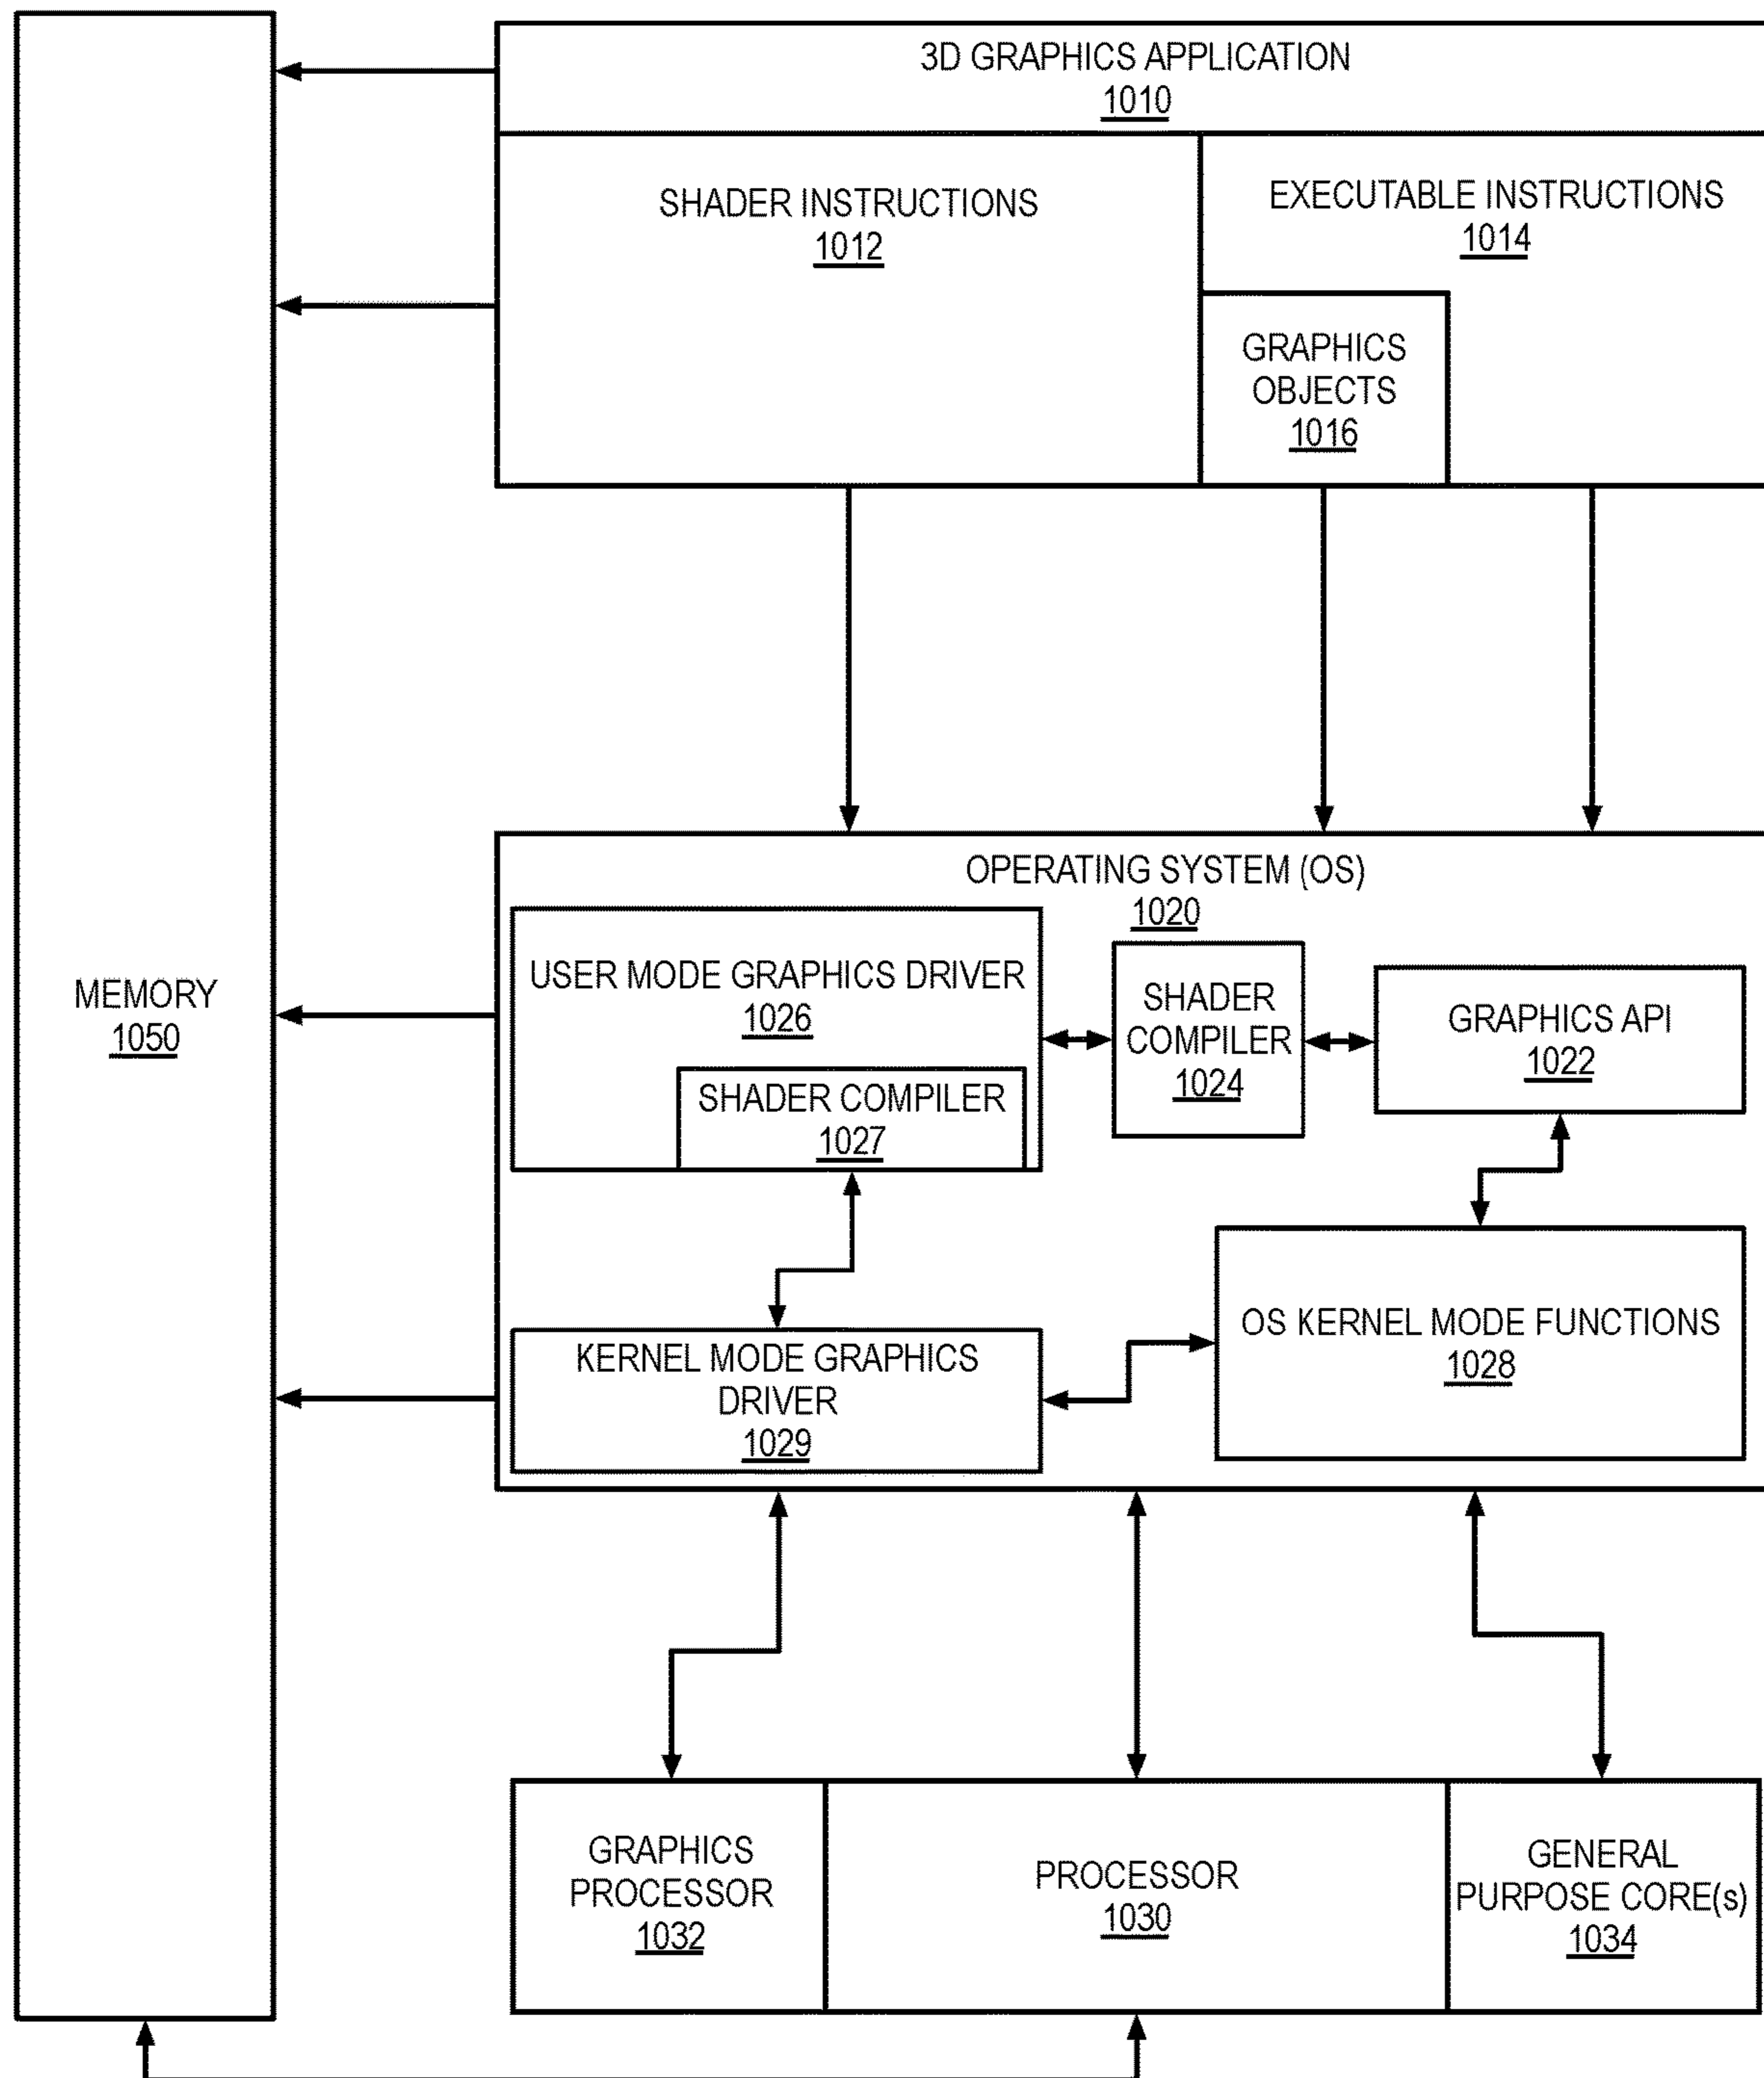 3D GRAPHICS APPLICATION
1010
SHADER INSTRUCTIONS
1012
EXECUTABLE INSTRUCTIONS
1014
GRAPHICS
OBJECTS
1016
MEMORY
1050
OPERATING SYSTEM (OS)
1020
USER MODE GRAPHICS DRIVER
1026
SHADER COMPILER
1027
SHADER
COMPILER
1024
GRAPHICS API
1022
KERNEL MODE GRAPHICS
DRIVER
1029
OS KERNEL MODE FUNCTIONS
1028
GRAPHICS
PROCESSOR
1032
PROCESSOR
1030
GENERAL
PURPOSE CORE(s)
1034